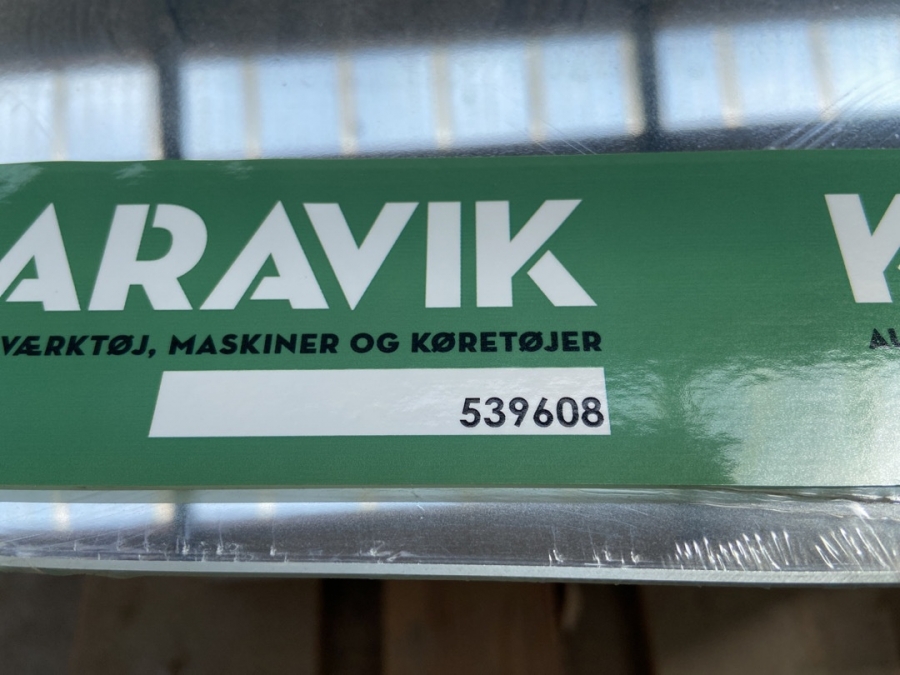 ARAVIK
VÆRKTØJ, MASKINER OG KØRETØJER
539608